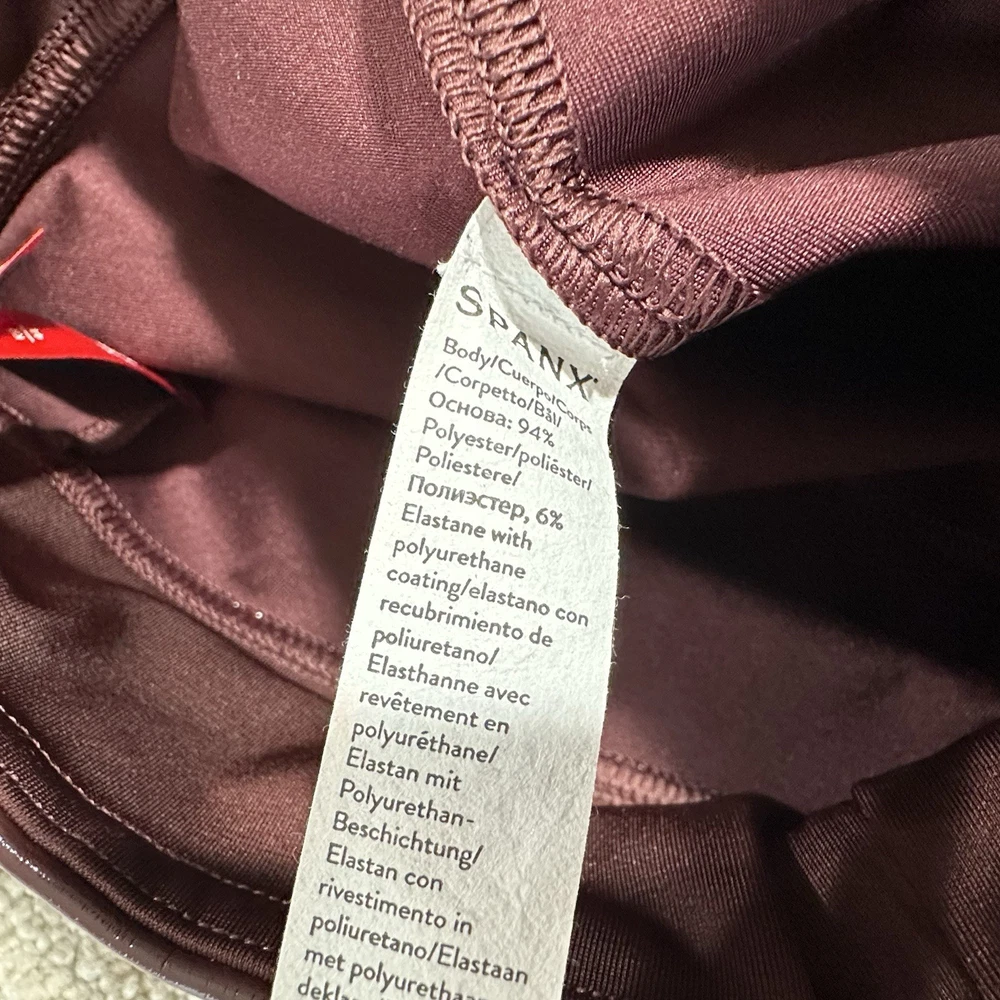 SPANX
Body/Cuerpo/Corps
/Corpetto/Bål/
Основа: 94%
Polyester/poliéster/
Poliestere/
Полиэстер, 6%
Elastane with
polyurethane
coating/elastano con
recubrimiento de
poliuretano/
Elasthanne avec
revêtement en
polyuréthane/
Elastan mit
Polyurethan-
Beschichtung/
Elastan con
rivestimento in
poliuretano/Elastaan
met